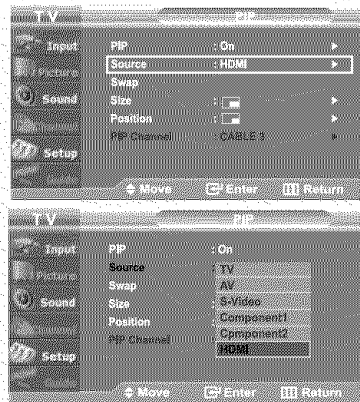 TV PIP
Input
Picture
Sound
Setup
PIP : On
Source : HDMI
Swap
Size :
Position :
PIP Channel : CABLE 3
Move Enter Return
TV PIP
Input
Picture
Sound
Setup
Guide
PIP : On
Source : TV
AV
S-Video
Component1
Component2
HDMI
Swap
Size :
Position :
PIP Channel
Move Enter Return